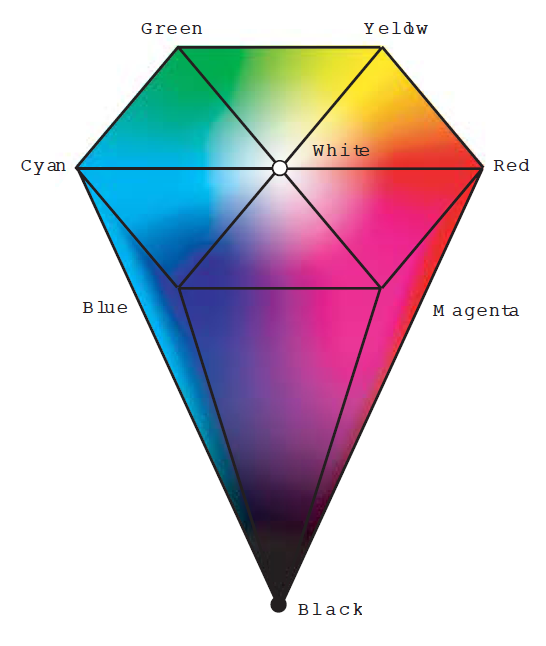 Green
Yellow
White
Cyan
Red
Blue
Magenta
Black